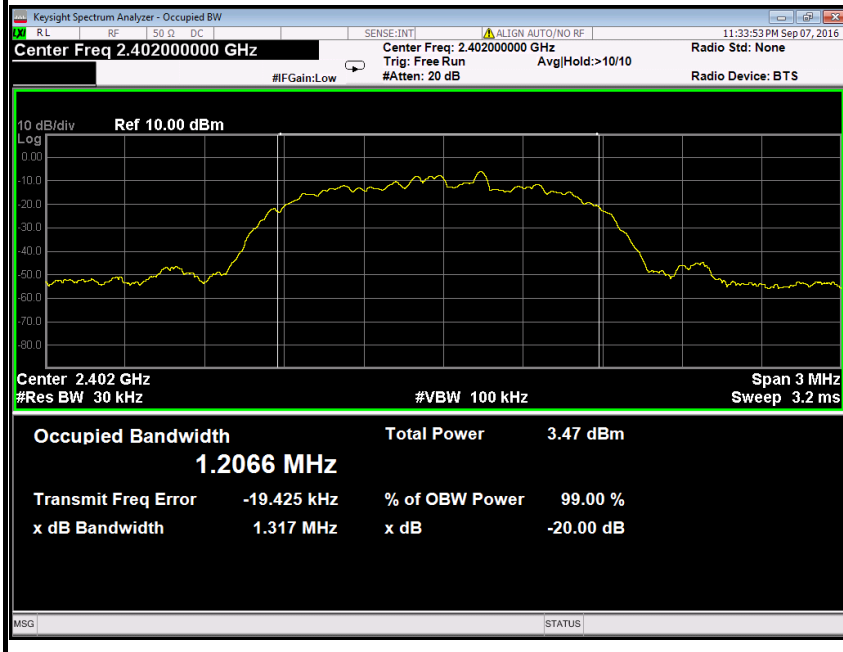 Keysight Spectrum Analyzer - Occupied BW
LXI RL RF 50 Ω DC SENSE:INT ALIGN AUTO/NO RF 11:33:53 PM Sep 07, 2016
Center Freq 2.402000000 GHz Center Freq: 2.402000000 GHz Radio Std: None
Trig: Free Run Avg|Hold:>10/10
#IFGain:Low #Atten: 20 dB Radio Device: BTS
10 dB/div Ref 10.00 dBm
Log
0.00
-10.0
-20.0
-30.0
-40.0
-50.0
-60.0
-70.0
-80.0
Center 2.402 GHz Span 3 MHz
#Res BW 30 kHz #VBW 100 kHz Sweep 3.2 ms
Occupied Bandwidth Total Power 3.47 dBm
1.2066 MHz
Transmit Freq Error -19.425 kHz % of OBW Power 99.00 %
x dB Bandwidth 1.317 MHz x dB -20.00 dB
MSG STATUS